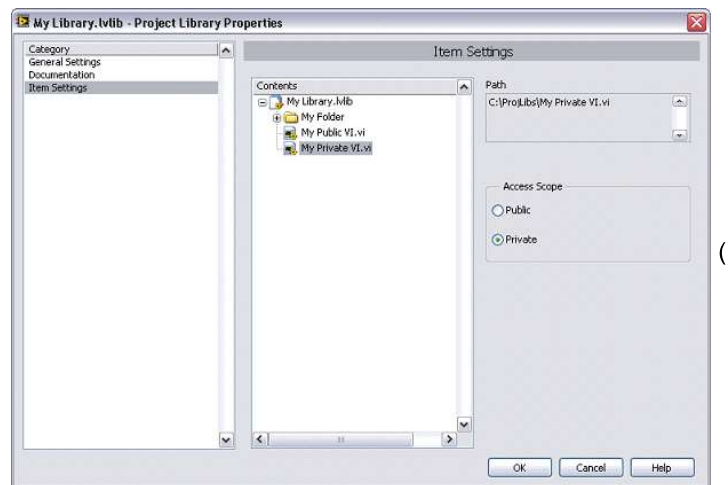 My Library.lvlib - Project Library Properties
Category
General Settings
Documentation
Item Settings
Item Settings
Contents
My Library.lvlib
My Folder
My Public VI.vi
My Private VI.vi
Path
C:\ProjLibs\My Private VI.vi
Access Scope
Public
Private
(
OK
Cancel
Help